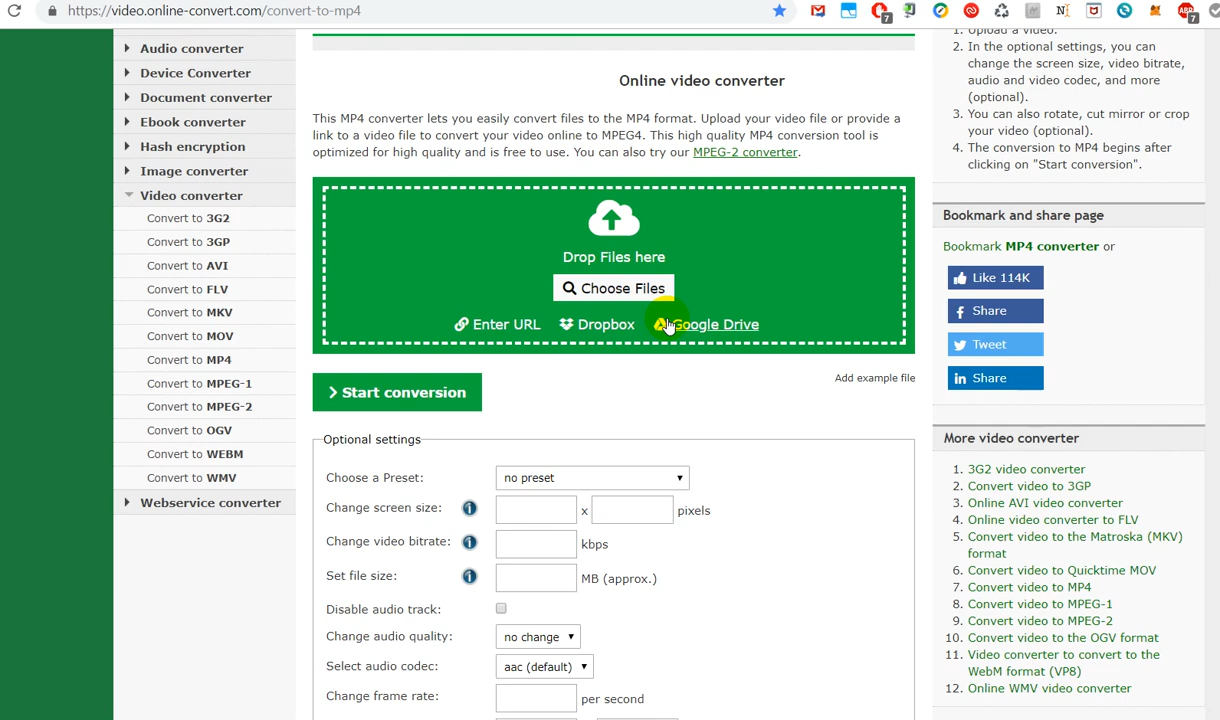 https://video.online-convert.com/convert-to-mp4
7
N
ABP
7
Audio converter
Device Converter
Document converter
Ebook converter
Hash encryption
Image converter
Video converter
Convert to 3G2
Convert to 3GP
Convert to AVI
Convert to FLV
Convert to MKV
Convert to MOV
Convert to MP4
Convert to MPEG-1
Convert to MPEG-2
Convert to OGV
Convert to WEBM
Convert to WMV
Webservice converter
Online video converter
This MP4 converter lets you easily convert files to the MP4 format. Upload your video file or provide a
link to a video file to convert your video online to MPEG4. This high quality MP4 conversion tool is
optimized for high quality and is free to use. You can also try our MPEG-2 converter.
Drop Files here
Choose Files
Enter URL Dropbox Google Drive
Start conversion
Add example file
Optional settings
Choose a Preset: no preset
Change screen size: x pixels
Change video bitrate: kbps
Set file size: MB (approx.)
Disable audio track:
Change audio quality: no change
Select audio codec: aac (default)
Change frame rate: per second
1. Upload a video.
2. In the optional settings, you can
change the screen size, video bitrate,
audio and video codec, and more
(optional).
3. You can also rotate, cut mirror or crop
your video (optional).
4. The conversion to MP4 begins after
clicking on "Start conversion".
Bookmark and share page
Bookmark MP4 converter or
Like 114K
Share
Tweet
in Share
More video converter
1. 3G2 video converter
2. Convert video to 3GP
3. Online AVI video converter
4. Online video converter to FLV
5. Convert video to the Matroska (MKV)
format
6. Convert video to Quicktime MOV
7. Convert video to MP4
8. Convert video to MPEG-1
9. Convert video to MPEG-2
10. Convert video to the OGV format
11. Video converter to convert to the
WebM format (VP8)
12. Online WMV video converter